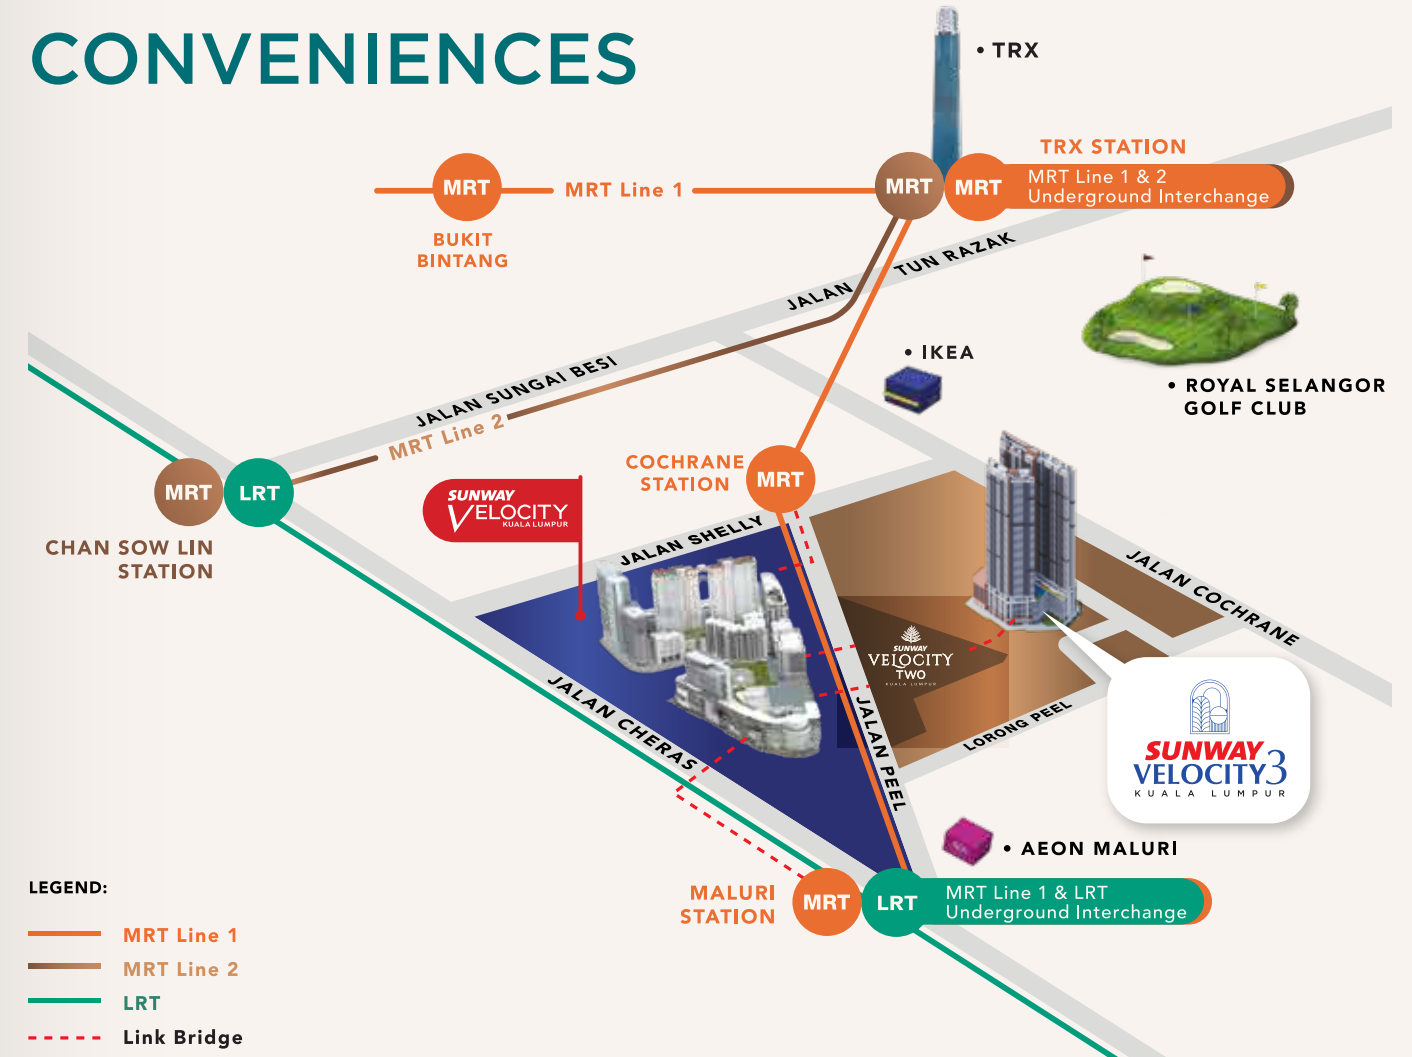 CONVENIENCES
• TRX
TRX STATION
MRT
MRT Line 1
MRT
MRT
MRT Line 1 & 2
Underground Interchange
BUKIT
BINTANG
JALAN TUN RAZAK
• IKEA
• ROYAL SELANGOR
GOLF CLUB
JALAN SUNGAI BESI
MRT Line 2
MRT
LRT
CHAN SOW LIN
STATION
COCHRANE
STATION
MRT
SUNWAY
VELOCITY
KUALA LUMPUR
JALAN SHELLY
JALAN COCHRANE
SUNWAY
VELOCITY
TWO
KUALA LUMPUR
JALAN CHERAS
JALAN PEEL
LORONG PEEL
SUNWAY
VELOCITY3
KUALA LUMPUR
• AEON MALURI
MALURI
STATION
MRT
LRT
MRT Line 1 & LRT
Underground Interchange
LEGEND:
MRT Line 1
MRT Line 2
LRT
Link Bridge